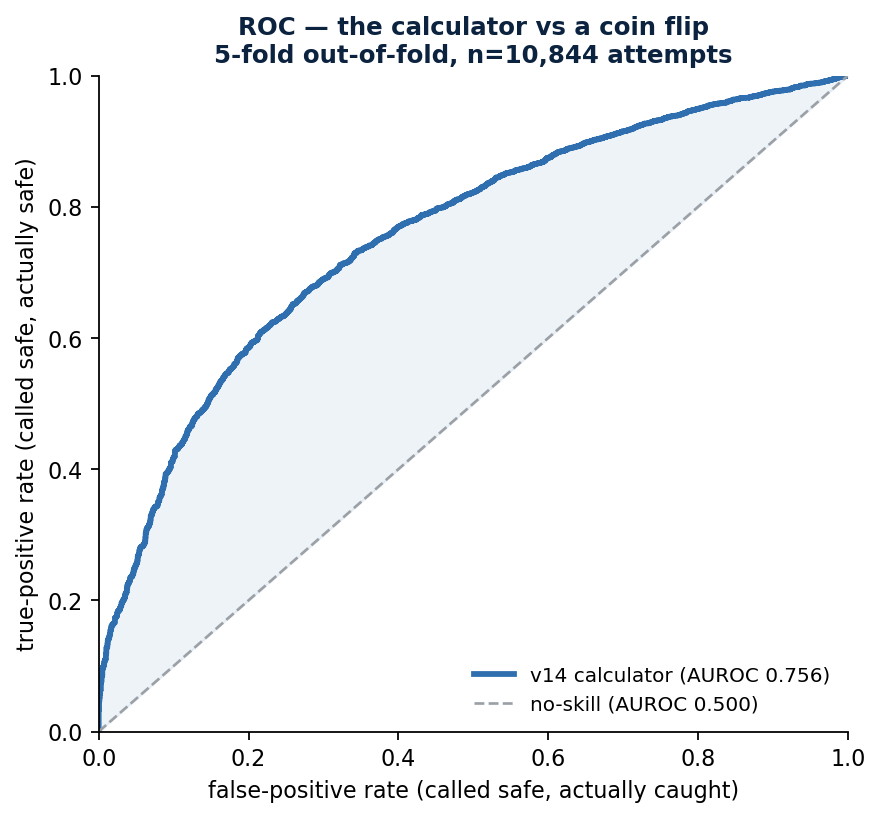 ROC — the calculator vs a coin flip
5-fold out-of-fold, n=10,844 attempts
true-positive rate (called safe, actually safe)
1.0
0.8
0.6
0.4
0.2
0.0
v14 calculator (AUROC 0.756)
no-skill (AUROC 0.500)
0.0 0.2 0.4 0.6 0.8 1.0
false-positive rate (called safe, actually caught)